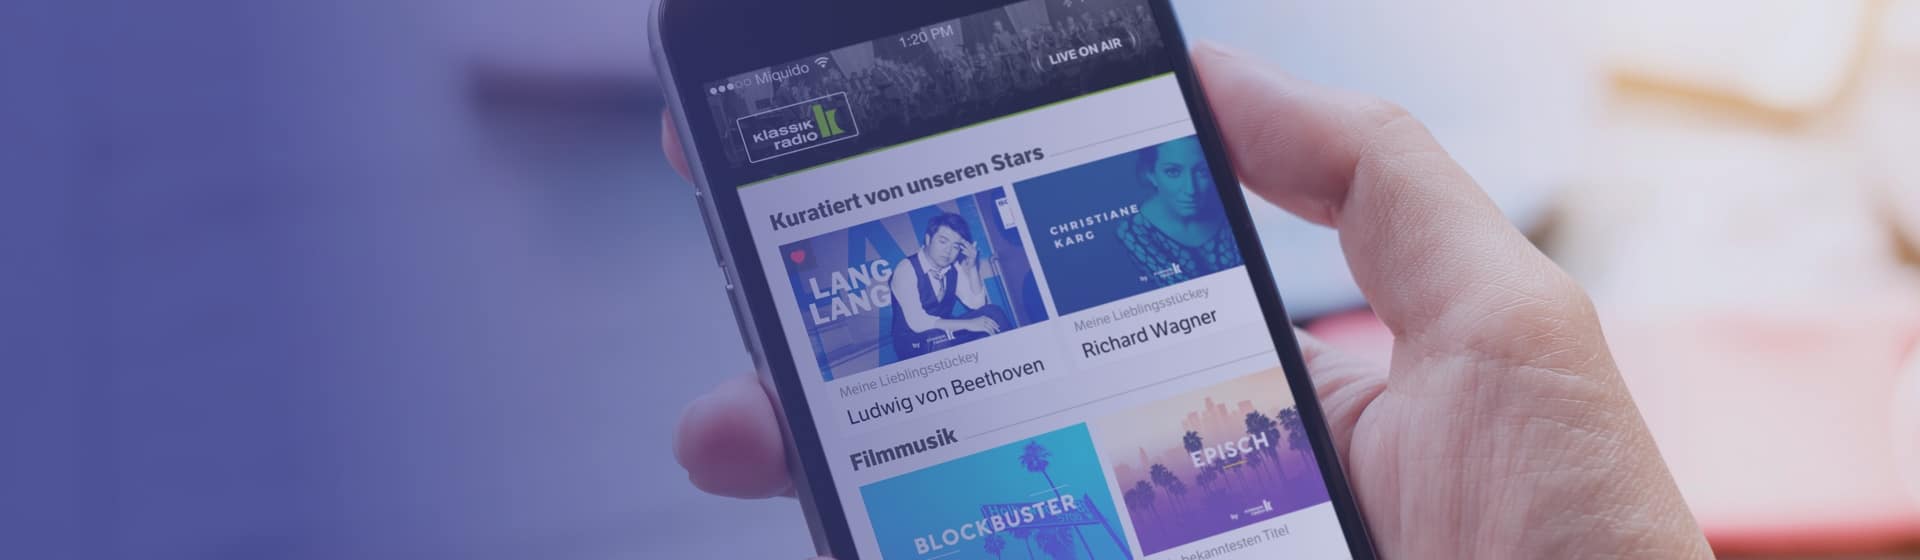 Miquido
1:20 PM
LIVE ON AIR
Klassik
radio
Kuratiert von unseren Stars
LANG
LANG
by
CHRISTIANE
KARG
by
Meine Lieblingsstückey
Ludwig von Beethoven
Meine Lieblingsstückey
Richard Wagner
Filmmusik
BLOCKBUSTER
EPISCH
by
bekanntesten Titel